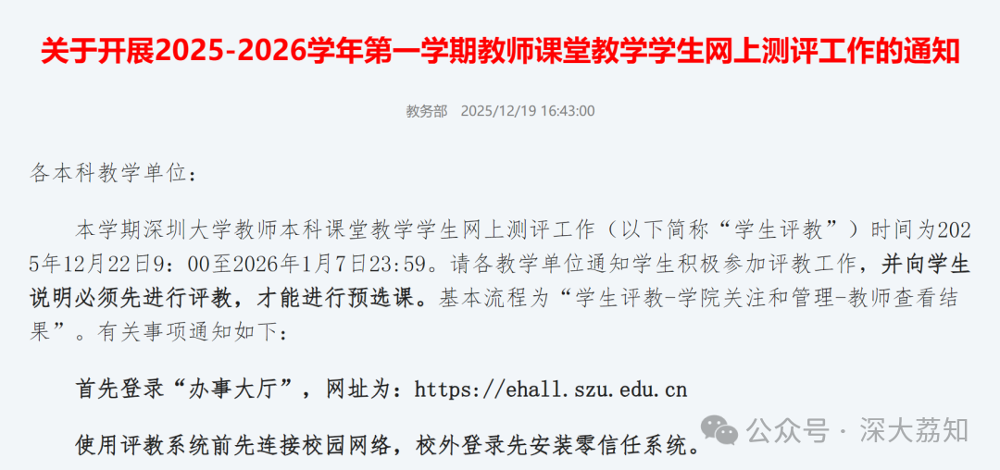 关于开展2025-2026学年第一学期教师课堂教学学生网上测评工作的通知
教务部 2025/12/19 16:43:00
各本科教学单位：
本学期深圳大学教师本科课堂教学学生网上测评工作（以下简称“学生评教”）时间为202
5年12月22日9：00至2026年1月7日23:59。请各教学单位通知学生积极参加评教工作，并向学生
说明必须先进行评教，才能进行预选课。基本流程为“学生评教-学院关注和管理-教师查看结
果”。有关事项通知如下：
首先登录“办事大厅”，网址为：https://ehall.szu.edu.cn
使用评教系统前先连接校园网络，校外登录先安装零信任系统。
公众号 · 深大荔知